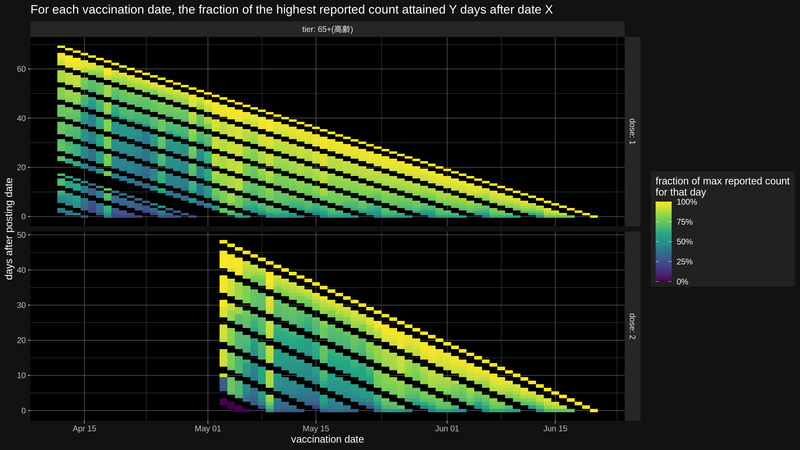 For each vaccination date, the fraction of the highest reported count attained Y days after date X
tier: 65+(高齢)
60
40
20
0
dose: 1
50
40
30
20
10
0
dose: 2
days after posting date
Apr 15
May 01
May 15
Jun 01
Jun 15
vaccination date
fraction of max reported count
for that day
100%
75%
50%
25%
0%